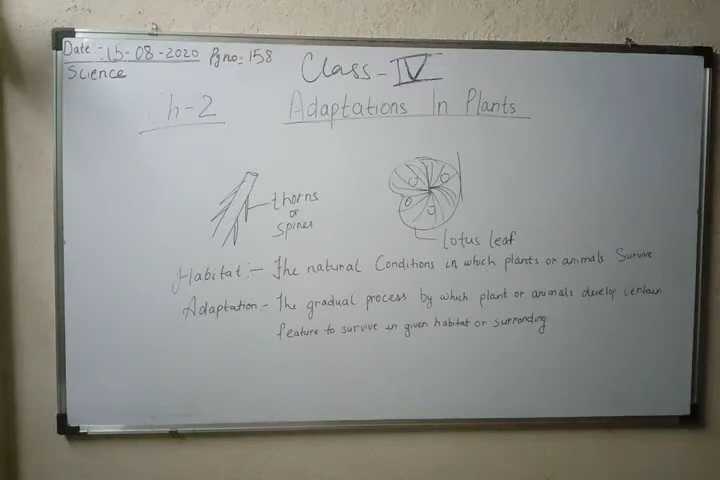 Date:- 15-08-2020 Pg no:- 158
Science
Class - IV
Ch-2 Adaptations In Plants
thorns
or
spines
lotus leaf
Habitat:- The natural Conditions in which plants or animals Survive
Adaptation:- The gradual process by which plant or animals develop certain
feature to survive in given habitat or surronding